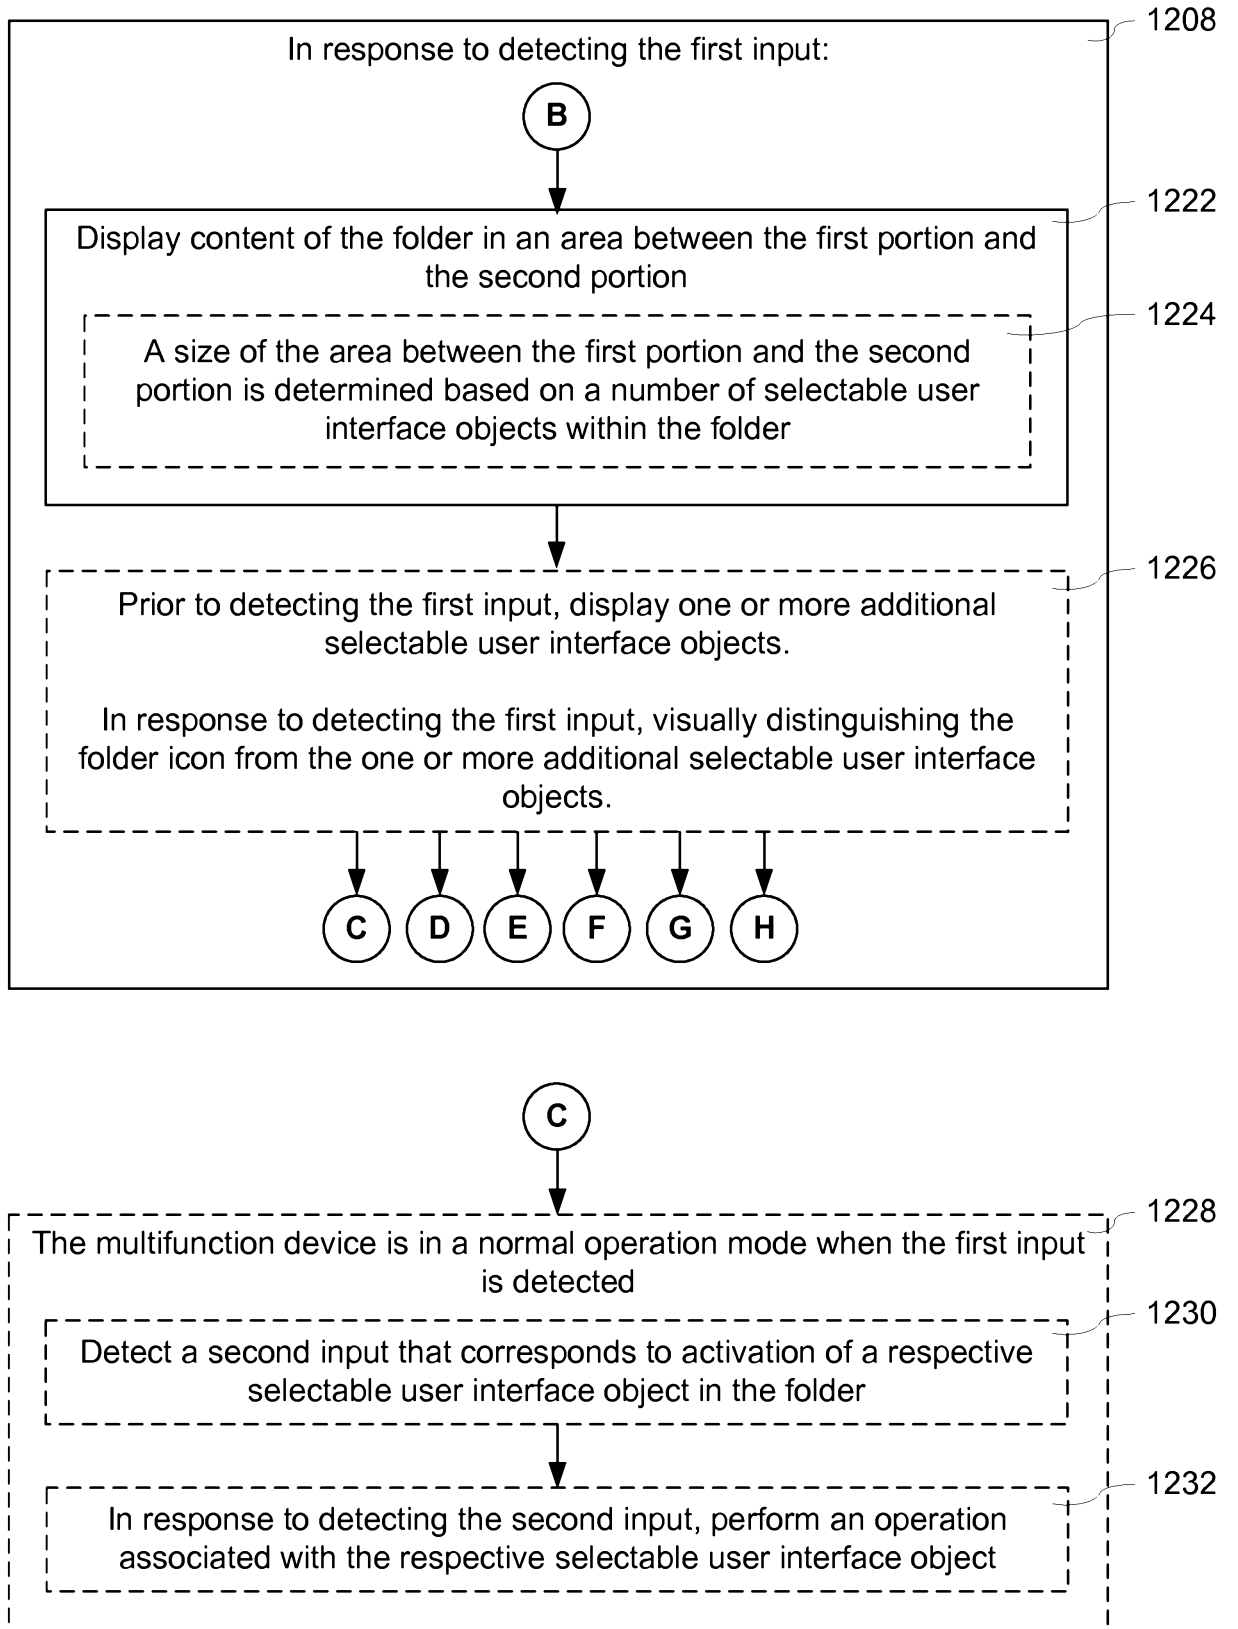 1208
In response to detecting the first input:
B
1222
Display content of the folder in an area between the first portion and
the second portion
1224
A size of the area between the first portion and the second
portion is determined based on a number of selectable user
interface objects within the folder
1226
Prior to detecting the first input, display one or more additional
selectable user interface objects.
In response to detecting the first input, visually distinguishing the
folder icon from the one or more additional selectable user interface
objects.
C D E F G H
C
1228
The multifunction device is in a normal operation mode when the first input
is detected
1230
Detect a second input that corresponds to activation of a respective
selectable user interface object in the folder
1232
In response to detecting the second input, perform an operation
associated with the respective selectable user interface object